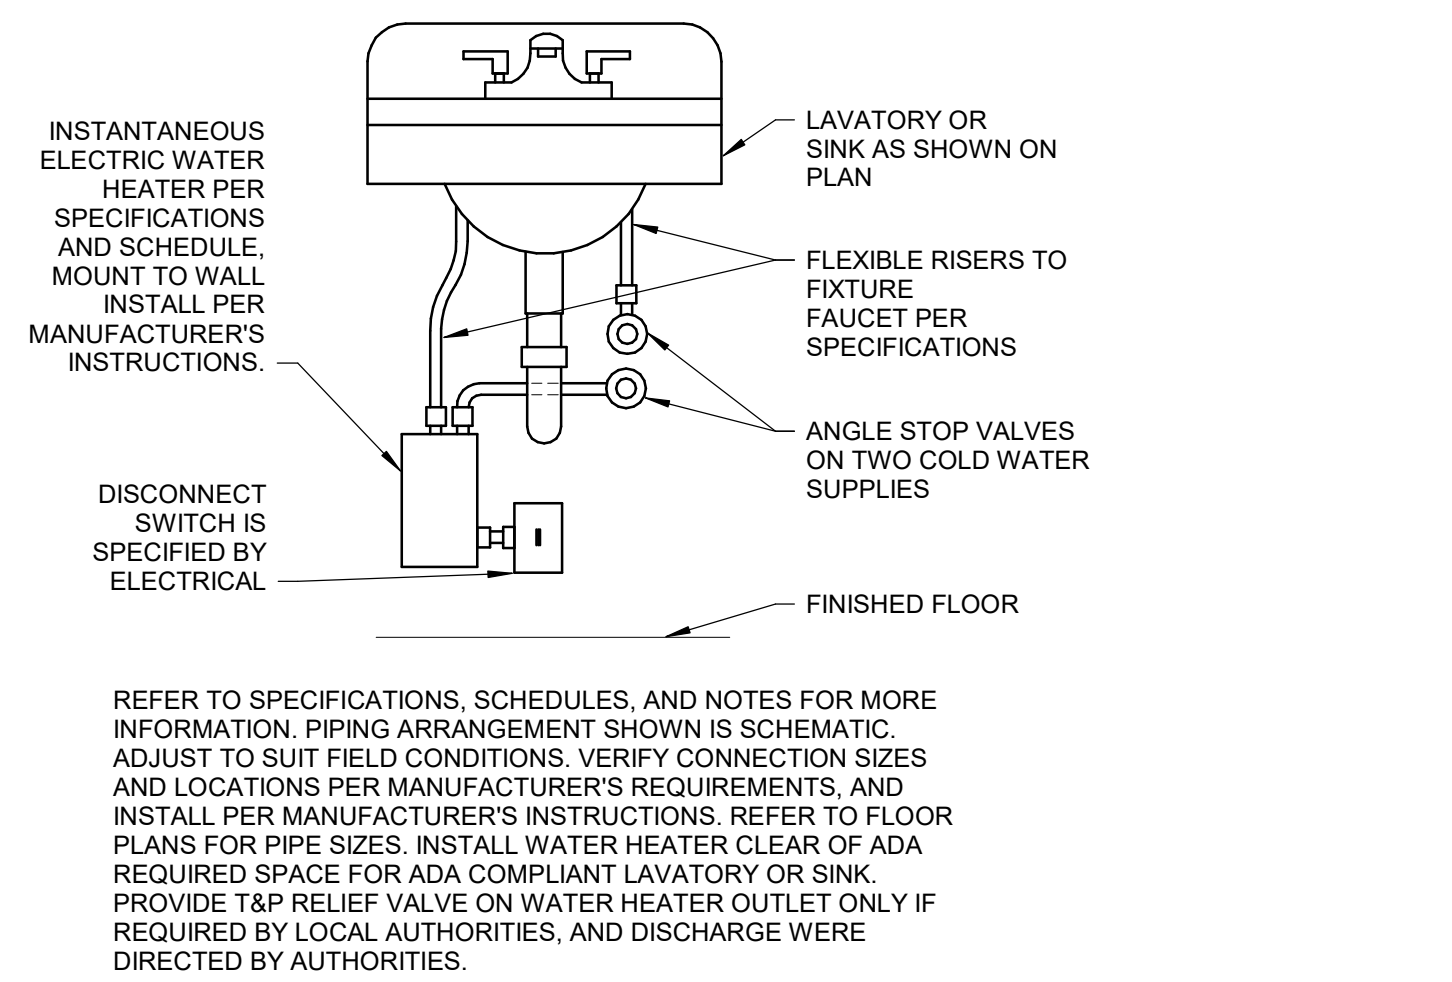 INSTANTANEOUS
ELECTRIC WATER
HEATER PER
SPECIFICATIONS
AND SCHEDULE,
MOUNT TO WALL
INSTALL PER
MANUFACTURER'S
INSTRUCTIONS.
DISCONNECT
SWITCH IS
SPECIFIED BY
ELECTRICAL
LAVATORY OR
SINK AS SHOWN ON
PLAN
FLEXIBLE RISERS TO
FIXTURE
FAUCET PER
SPECIFICATIONS
ANGLE STOP VALVES
ON TWO COLD WATER
SUPPLIES
FINISHED FLOOR
REFER TO SPECIFICATIONS, SCHEDULES, AND NOTES FOR MORE
INFORMATION. PIPING ARRANGEMENT SHOWN IS SCHEMATIC.
ADJUST TO SUIT FIELD CONDITIONS. VERIFY CONNECTION SIZES
AND LOCATIONS PER MANUFACTURER'S REQUIREMENTS, AND
INSTALL PER MANUFACTURER'S INSTRUCTIONS. REFER TO FLOOR
PLANS FOR PIPE SIZES. INSTALL WATER HEATER CLEAR OF ADA
REQUIRED SPACE FOR ADA COMPLIANT LAVATORY OR SINK.
PROVIDE T&P RELIEF VALVE ON WATER HEATER OUTLET ONLY IF
REQUIRED BY LOCAL AUTHORITIES, AND DISCHARGE WERE
DIRECTED BY AUTHORITIES.